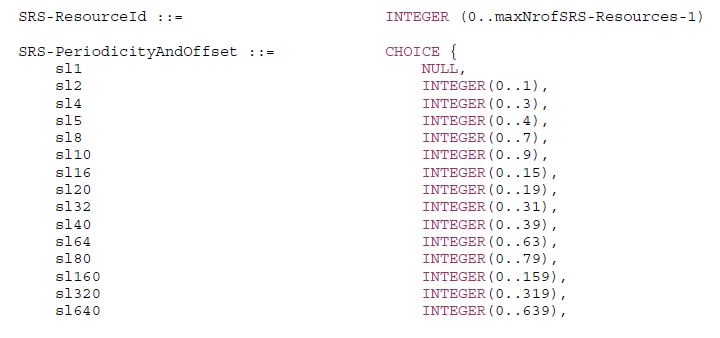 SRS-ResourceId ::= INTEGER (0..maxNrofSRS-Resources-1)
SRS-PeriodicityAndOffset ::= CHOICE {
sl1 NULL,
sl2 INTEGER(0..1),
sl4 INTEGER(0..3),
sl5 INTEGER(0..4),
sl8 INTEGER(0..7),
sl10 INTEGER(0..9),
sl16 INTEGER(0..15),
sl20 INTEGER(0..19),
sl32 INTEGER(0..31),
sl40 INTEGER(0..39),
sl64 INTEGER(0..63),
sl80 INTEGER(0..79),
sl160 INTEGER(0..159),
sl320 INTEGER(0..319),
sl640 INTEGER(0..639),